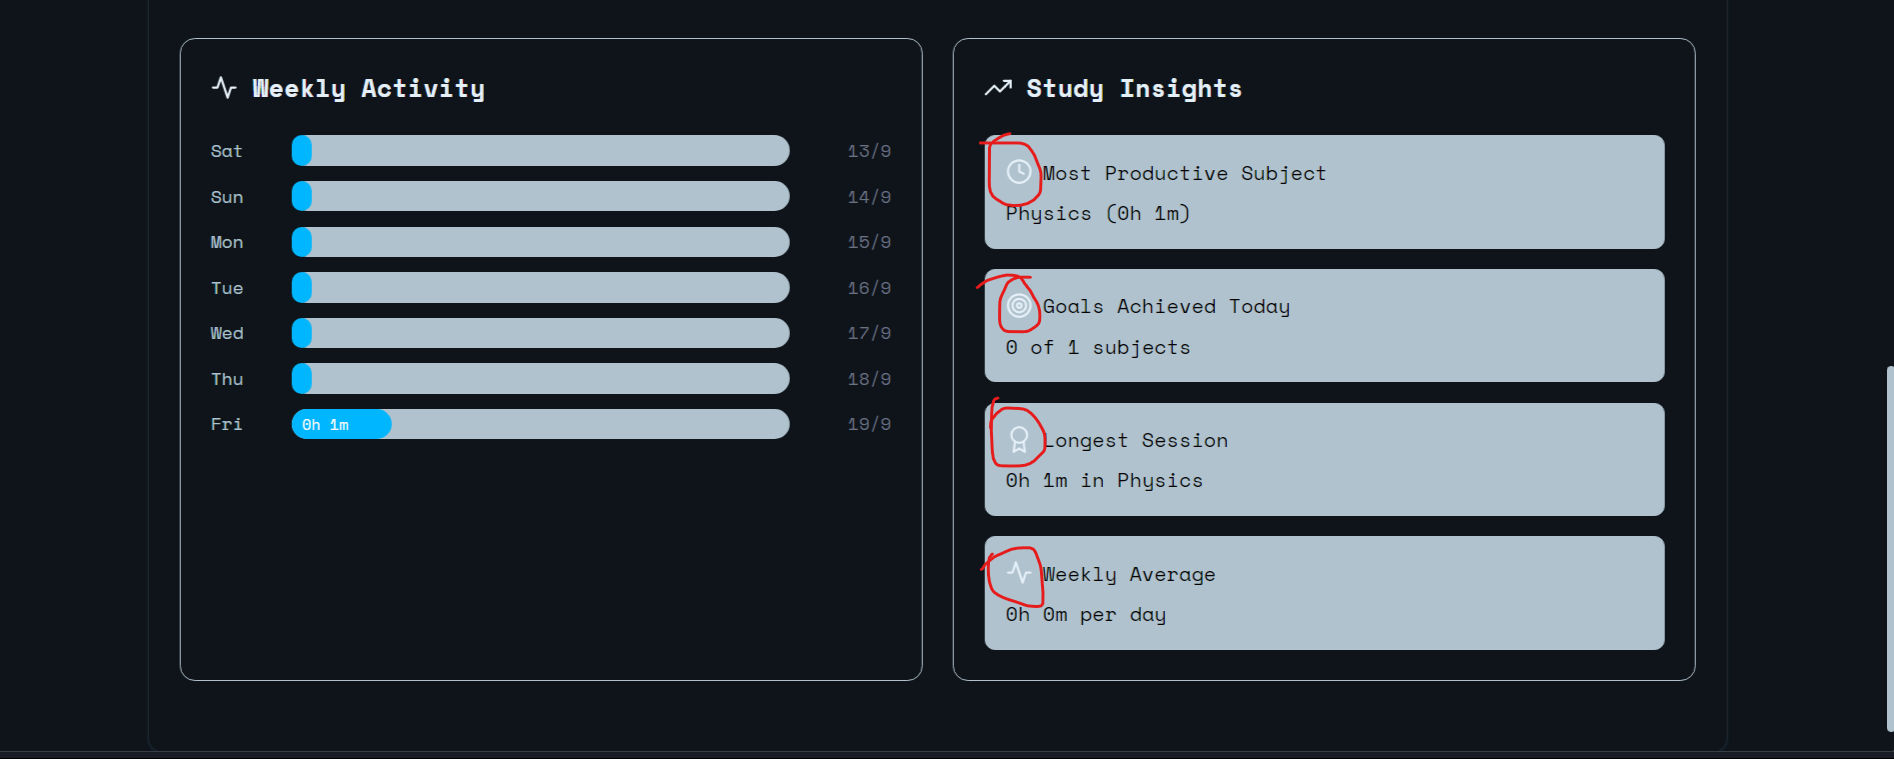 Weekly Activity
Sat 13/9
Sun 14/9
Mon 15/9
Tue 16/9
Wed 17/9
Thu 18/9
Fri 0h 1m 19/9
Study Insights
Most Productive Subject
Physics (0h 1m)
Goals Achieved Today
0 of 1 subjects
Longest Session
0h 1m in Physics
Weekly Average
0h 0m per day